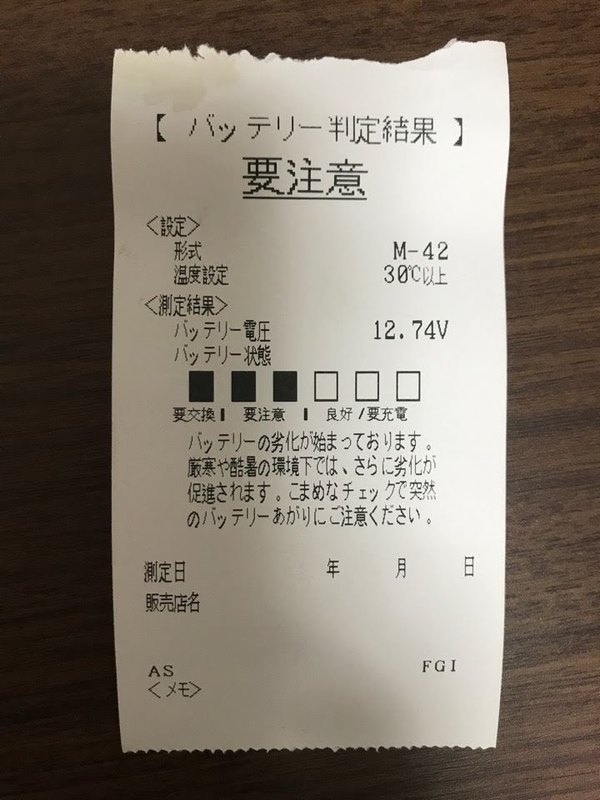 【 バッテリー判定結果 】
要注意
<設定>
形式 M-42
温度設定 30℃以上
<測定結果>
バッテリー電圧 12.74V
バッテリー状態
■ ■ ■ □ □ □
要交換 | 要注意 | 良好/要充電
バッテリーの劣化が始まっております。
厳寒や酷暑の環境下では、さらに劣化が
促進されます。こまめなチェックで突然
のバッテリーあがりにご注意ください。
測定日 年 月 日
販売店名
AS FGI
<メモ>